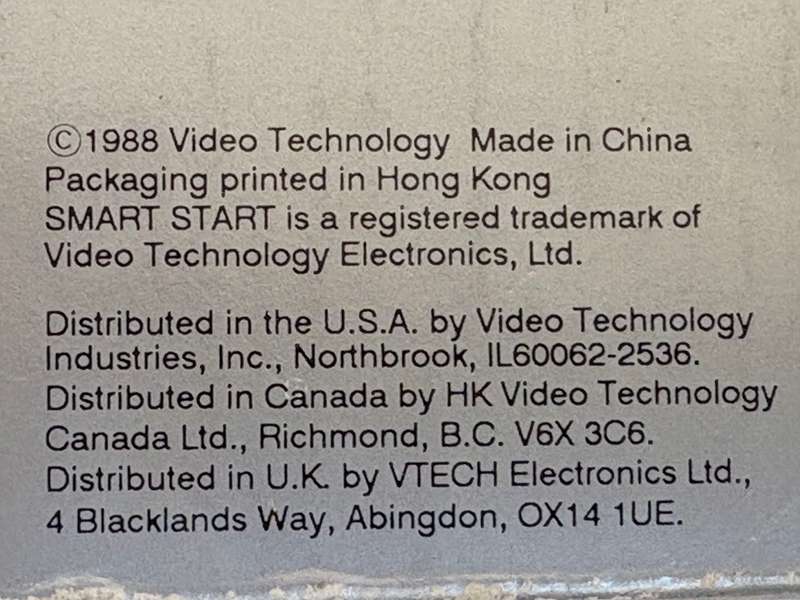 ©1988 Video Technology Made in China
Packaging printed in Hong Kong
SMART START is a registered trademark of
Video Technology Electronics, Ltd.
Distributed in the U.S.A. by Video Technology
Industries, Inc., Northbrook, IL60062-2536.
Distributed in Canada by HK Video Technology
Canada Ltd., Richmond, B.C. V6X 3C6.
Distributed in U.K. by VTECH Electronics Ltd.,
4 Blacklands Way, Abingdon, OX14 1UE.